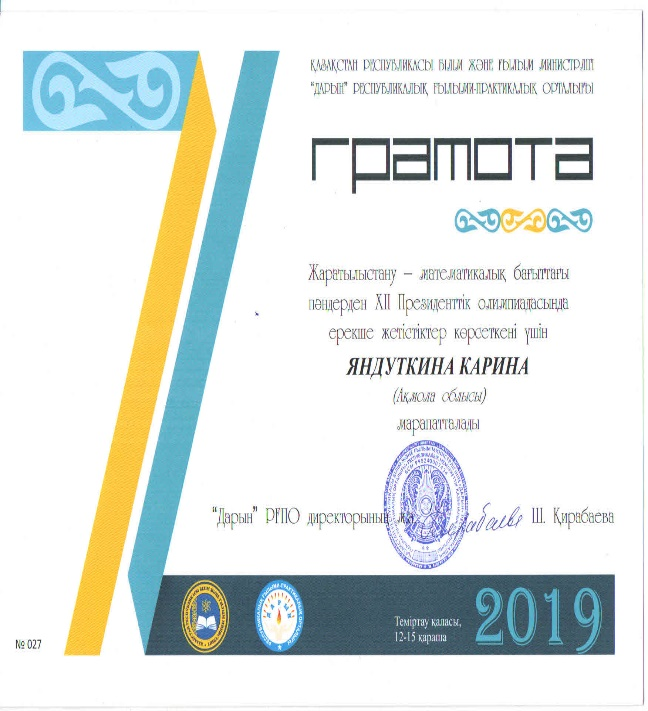 ҚАЗАҚСТАН РЕСПУБЛИКАСЫ БІЛІМ ЖӘНЕ ҒЫЛЫМ МИНИСТРЛІГІ
"ДАРЫН" РЕСПУБЛИКАЛЫҚ ҒЫЛЫМИ-ПРАКТИКАЛЫҚ ОРТАЛЫҒЫ
грамота
Жаратылыстану – математикалық бағыттағы
пәндерден XII Президенттік олимпиадасында
ерекше жетістіктер көрсеткені үшін
ЯНДУТКИНА КАРИНА
(Ақмола облысы)
марапатталады
"Дарын" РҒПО директорының Ш. Қирабаева
Теміртау қаласы,
12-15 қараша
2019
№ 027